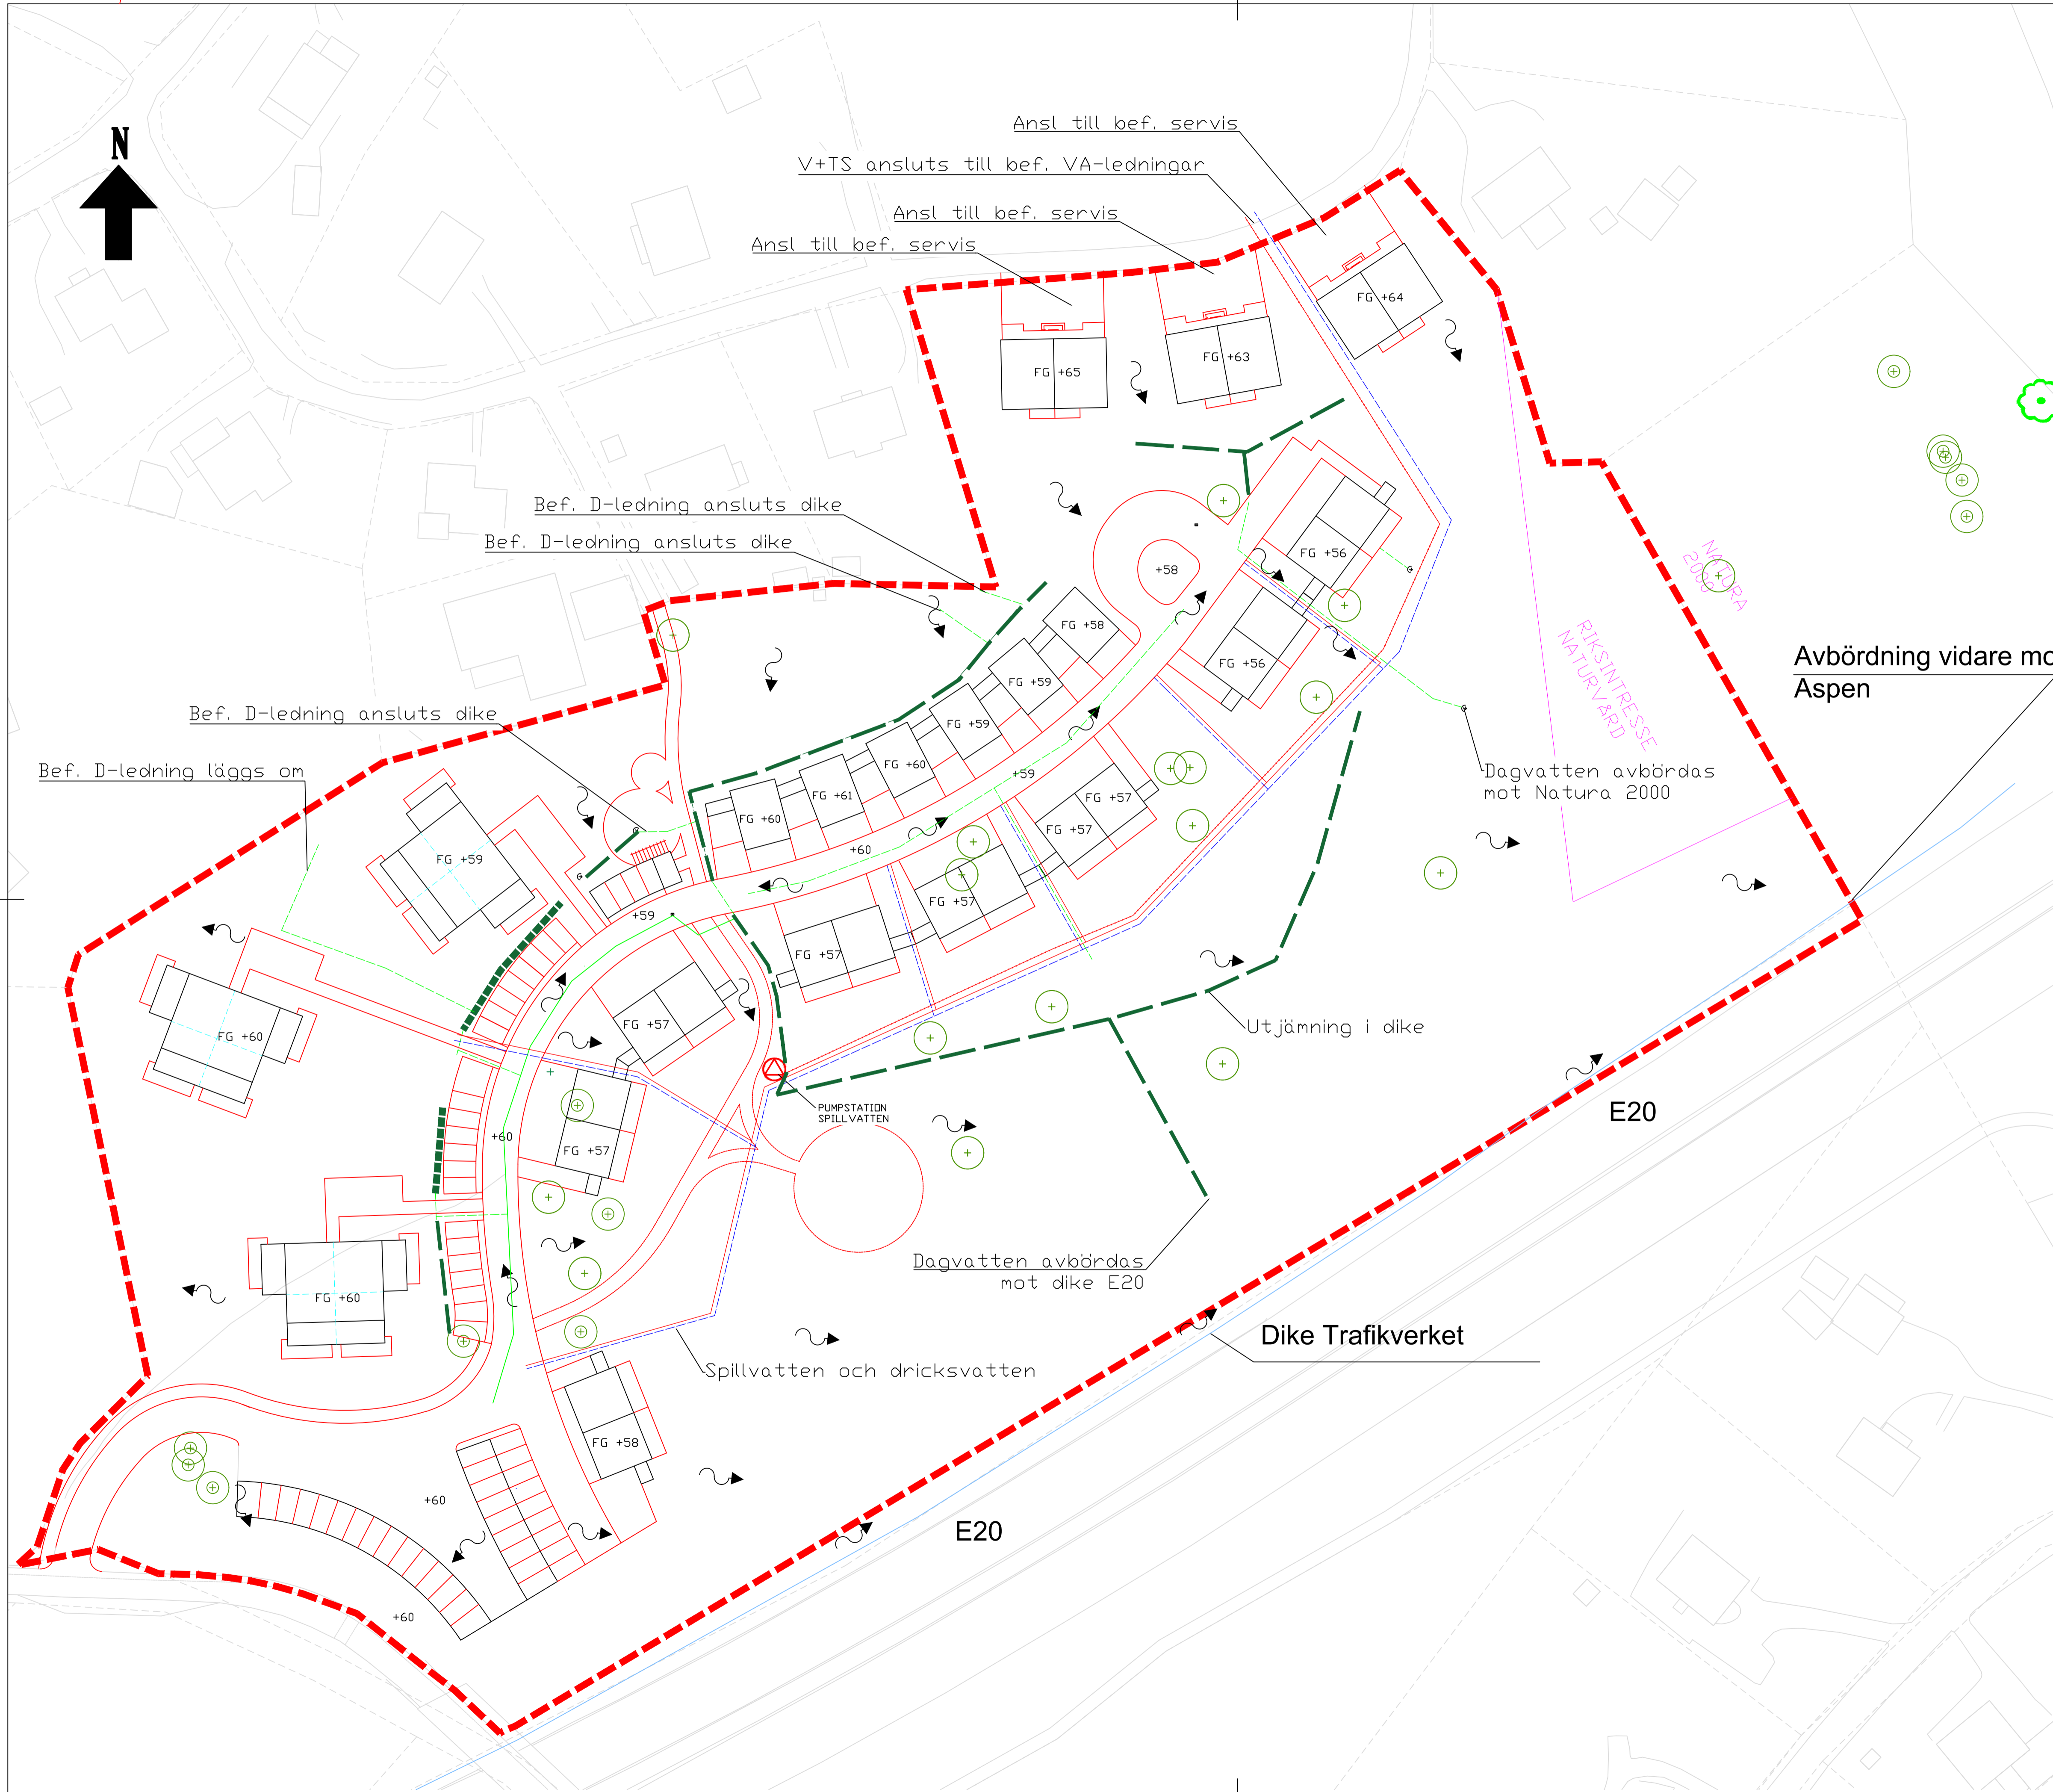 N
Ansl till bef. servis
V+TS ansluts till bef. VA-ledningar
Ansl till bef. servis
Ansl till bef. servis
FG +64
FG +63
FG +65
Bef. D-ledning ansluts dike
Bef. D-ledning ansluts dike
FG +56
+58
NATURA
2000
FG +58
FG +56
RIKSINTRESSE
NATURVÅRD
Avbördning vidare mo
Aspen
FG +59
Bef. D-ledning ansluts dike
FG +59
Bef. D-ledning läggs om
FG +60
+59
Dagvatten avbördas
mot Natura 2000
FG +61
FG +57
FG +60
FG +57
+60
FG +59
FG +57
+59
FG +57
FG +57
FG +60
Utjämning i dike
PUMPSTATION
SPILLVATTEN
E20
+60
FG +57
Dagvatten avbördas
mot dike E20
FG +60
Dike Trafikverket
Spillvatten och dricksvatten
FG +58
+60
E20
+60